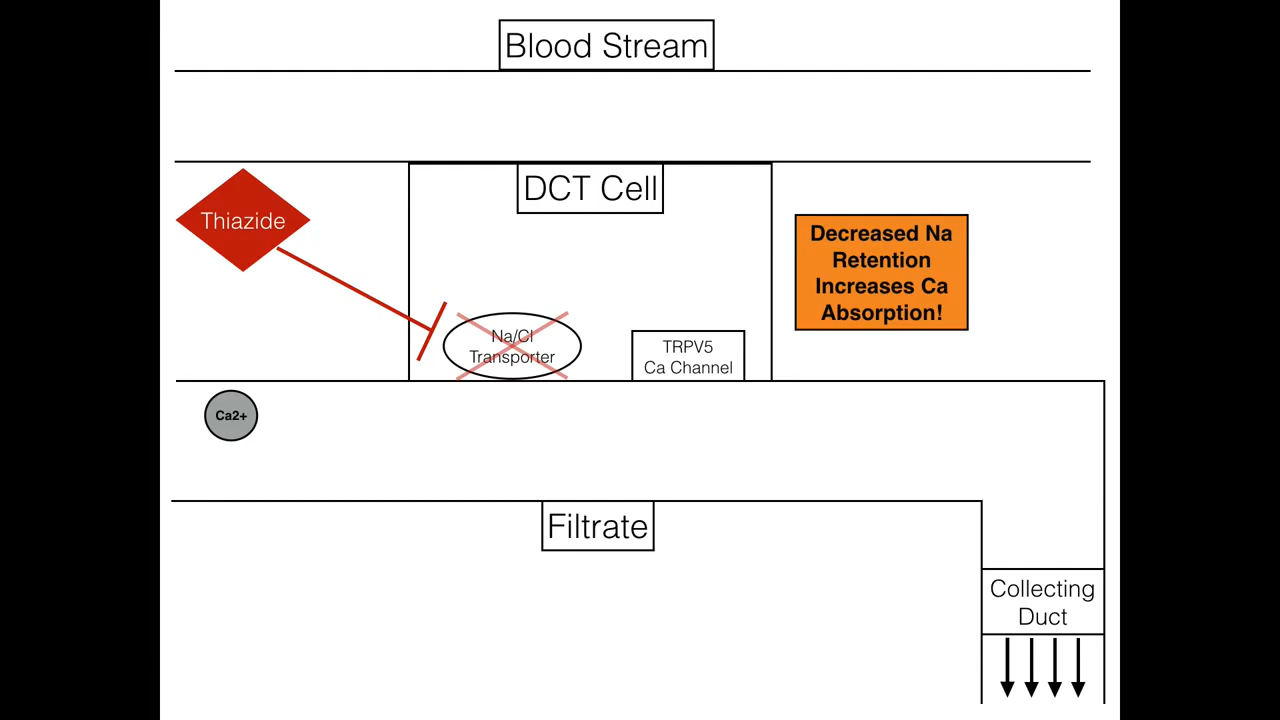 Blood Stream
DCT Cell
Thiazide
Decreased Na
Retention
Increases Ca
Absorption!
Na/Cl
Transporter
TRPV5
Ca Channel
Ca2+
Filtrate
Collecting
Duct